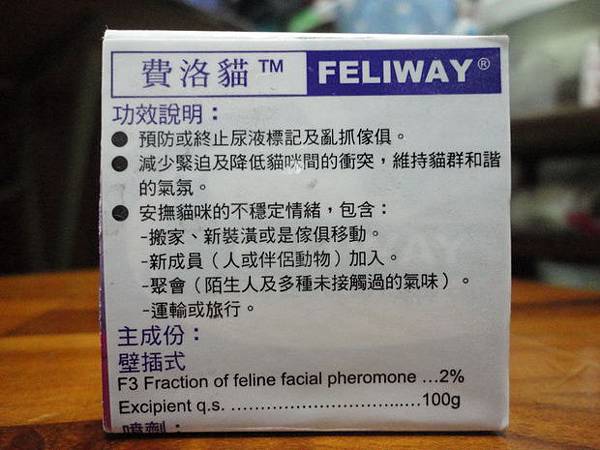 費洛貓™ FELIWAY®
功效說明：
● 預防或終止尿液標記及亂抓傢俱。
● 減少緊迫及降低貓咪間的衝突，維持貓群和諧
的氣氛。
● 安撫貓咪的不穩定情緒，包含：
-搬家、新裝潢或是傢俱移動。
-新成員（人或伴侶動物）加入。
-聚會（陌生人及多種未接觸過的氣味）。
-運輸或旅行。
主成份：
壁插式
F3 Fraction of feline facial pheromone ...2%
Excipient q.s. ................................100g
噴劑：